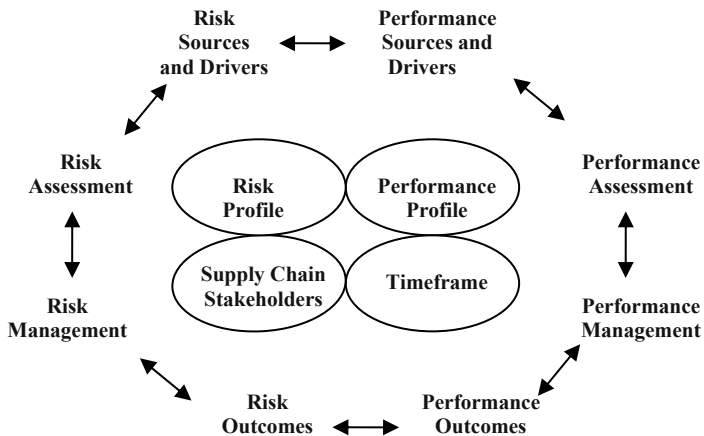 Risk
Sources
and Drivers
Performance
Sources and
Drivers
Risk
Assessment
Risk
Profile
Performance
Profile
Performance
Assessment
Supply Chain
Stakeholders
Timeframe
Risk
Management
Performance
Management
Risk
Outcomes
Performance
Outcomes